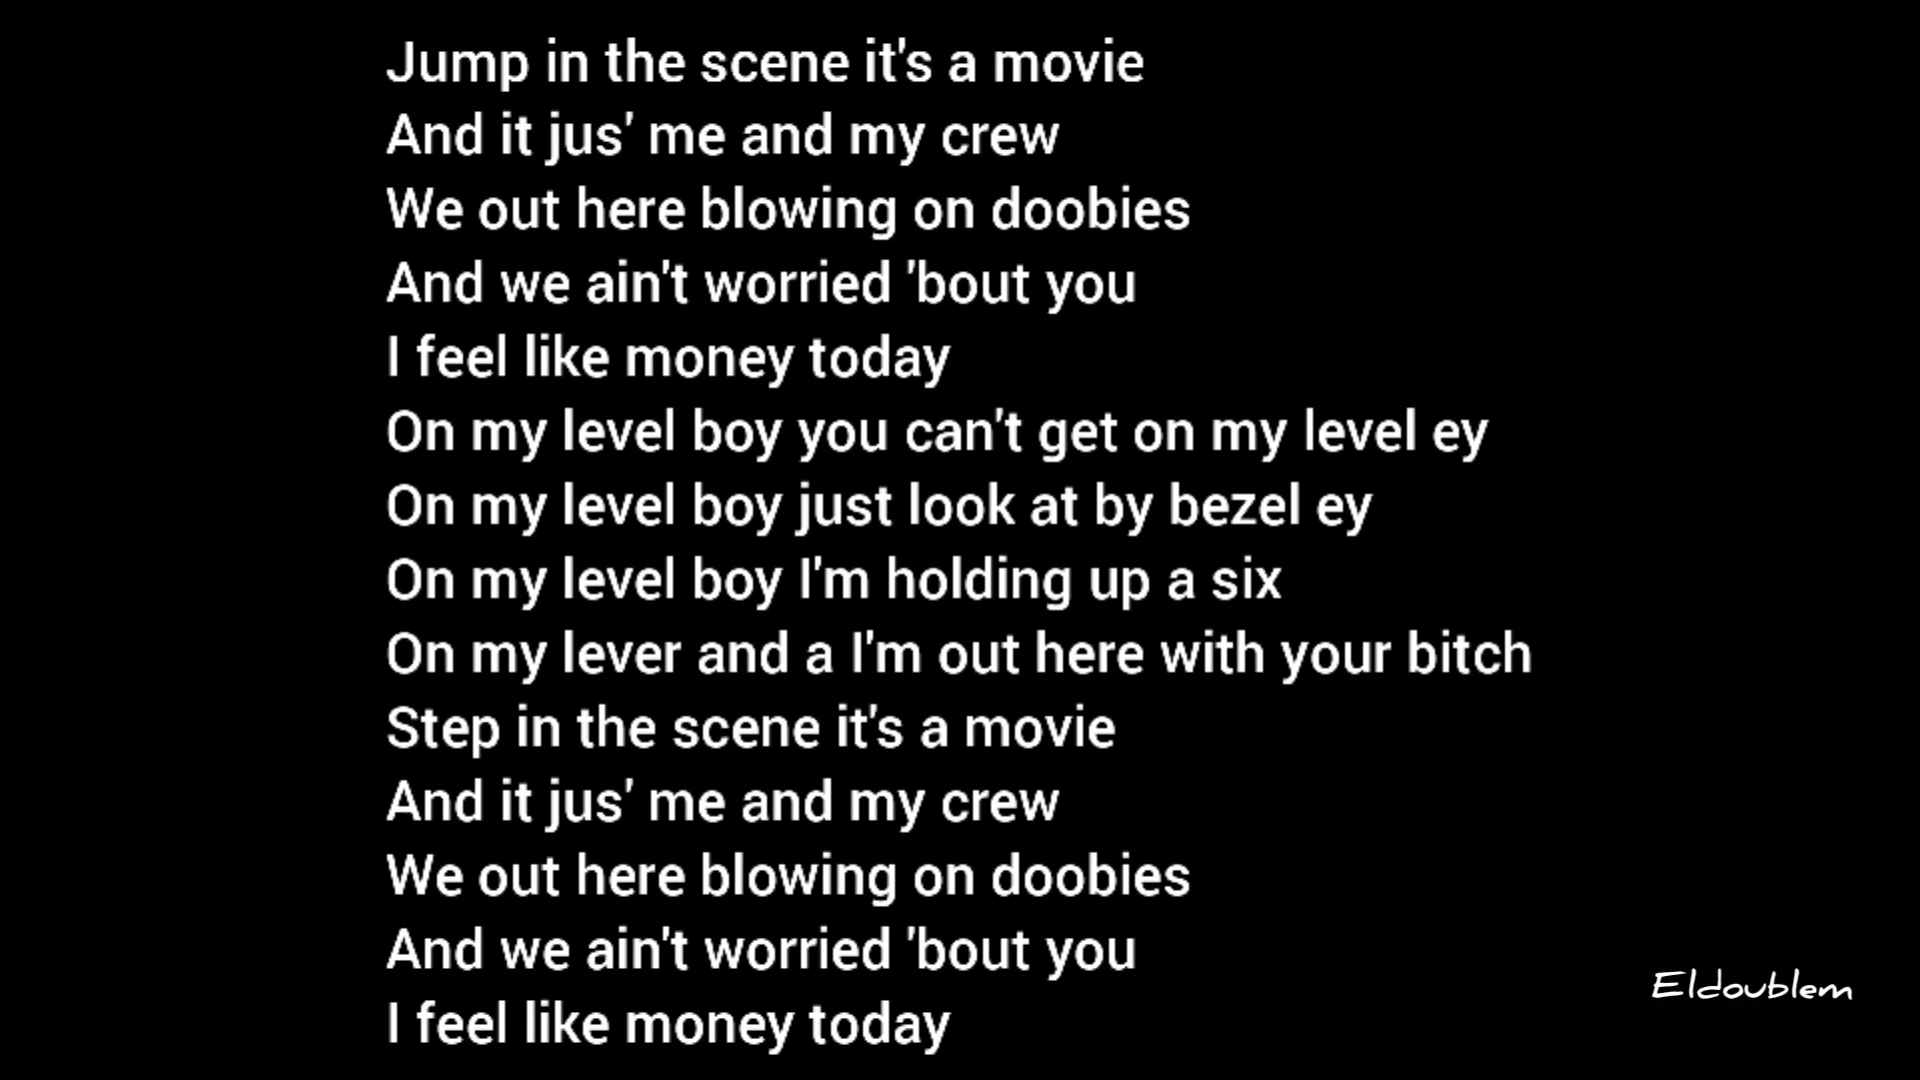 Jump in the scene it's a movie
And it jus' me and my crew
We out here blowing on doobies
And we ain't worried 'bout you
I feel like money today
On my level boy you can't get on my level ey
On my level boy just look at by bezel ey
On my level boy I'm holding up a six
On my lever and a I'm out here with your bitch
Step in the scene it's a movie
And it jus' me and my crew
We out here blowing on doobies
And we ain't worried 'bout you
I feel like money today
Eldoublem